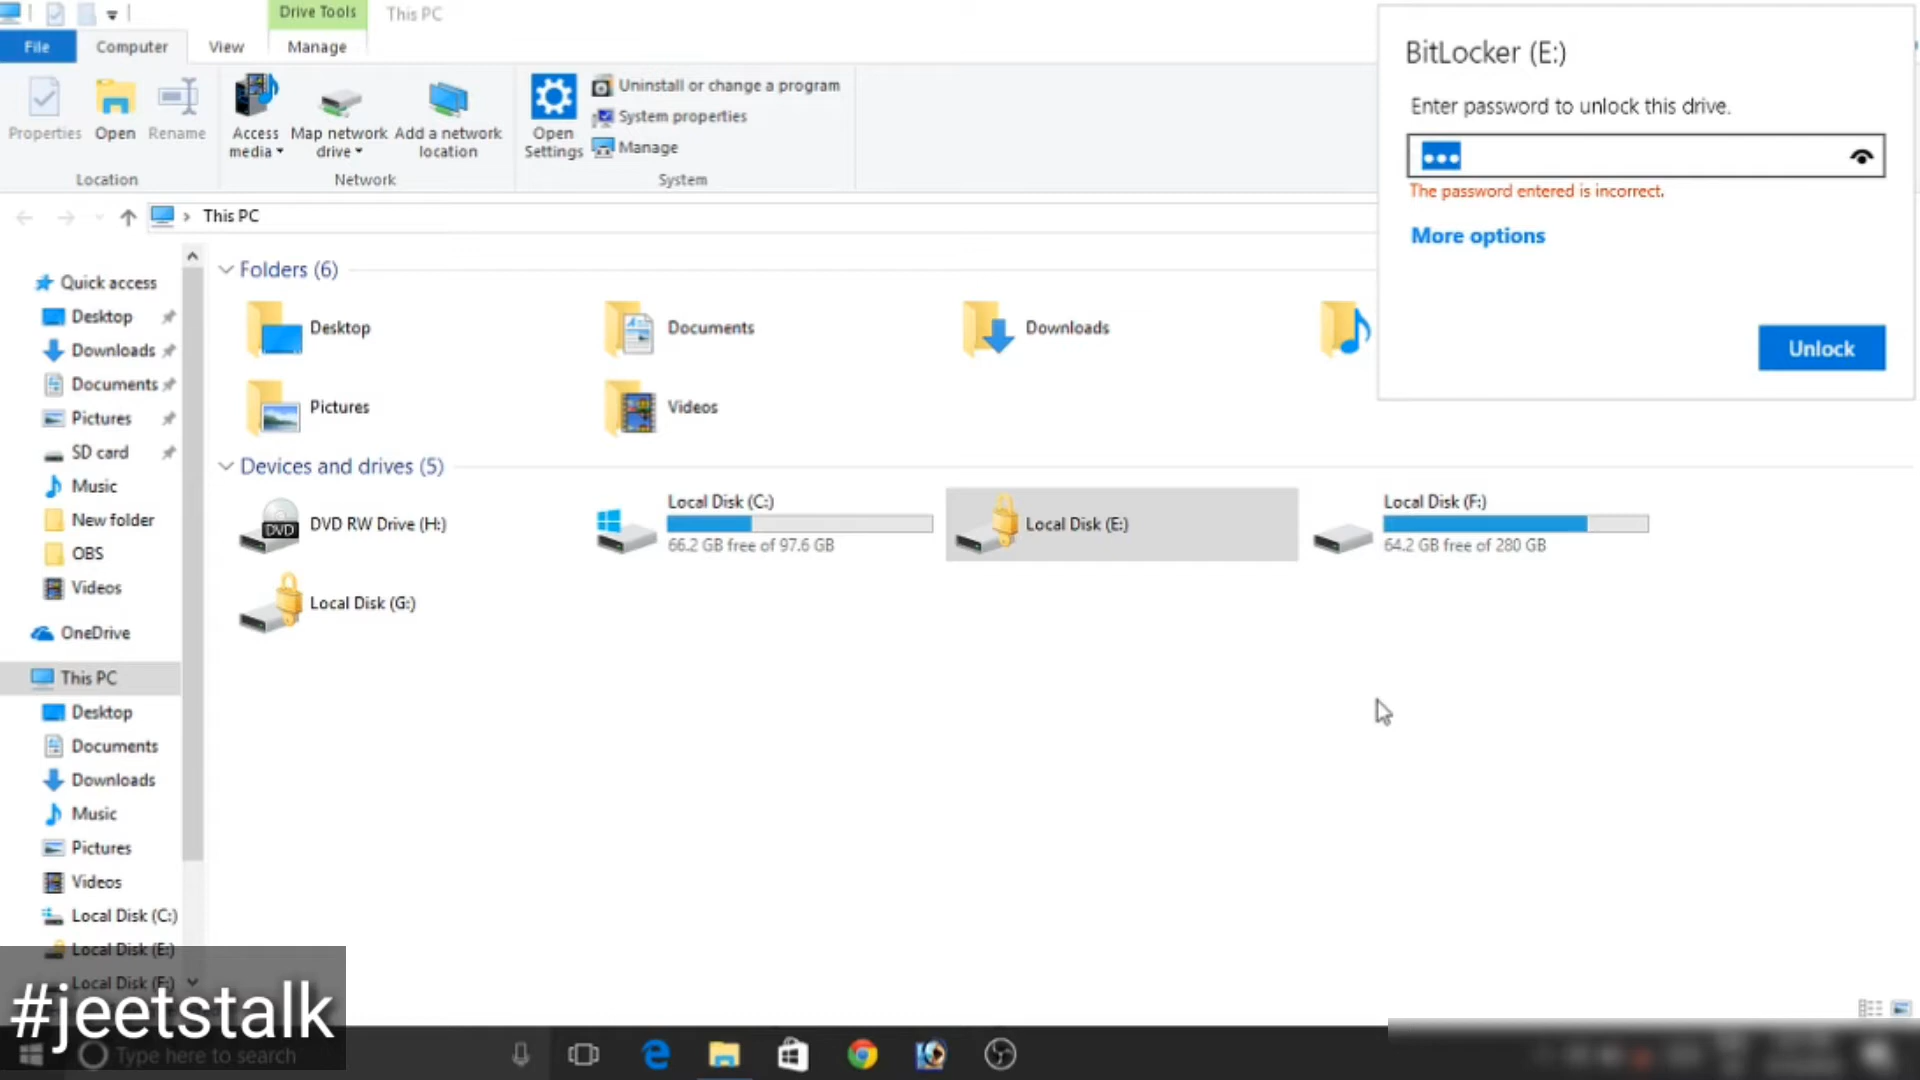 Drive Tools
This PC
File
Computer
View
Manage
Properties
Open
Rename
Access media
Map network drive
Add a network location
Open Settings
Uninstall or change a program
System properties
Manage
Location
Network
System
This PC
Quick access
Desktop
Downloads
Documents
Pictures
SD card
Music
New folder
OBS
Videos
OneDrive
This PC
Desktop
Documents
Downloads
Music
Pictures
Videos
Local Disk (C:)
Local Disk (E:)
Local Disk (F:)
Folders (6)
Desktop
Documents
Downloads
Pictures
Videos
Devices and drives (5)
DVD RW Drive (H:)
DVD
Local Disk (C:)
66.2 GB free of 97.6 GB
Local Disk (E:)
Local Disk (F:)
64.2 GB free of 280 GB
Local Disk (G:)
BitLocker (E:)
Enter password to unlock this drive.
The password entered is incorrect.
More options
Unlock
#jeetstalk
Type here to search